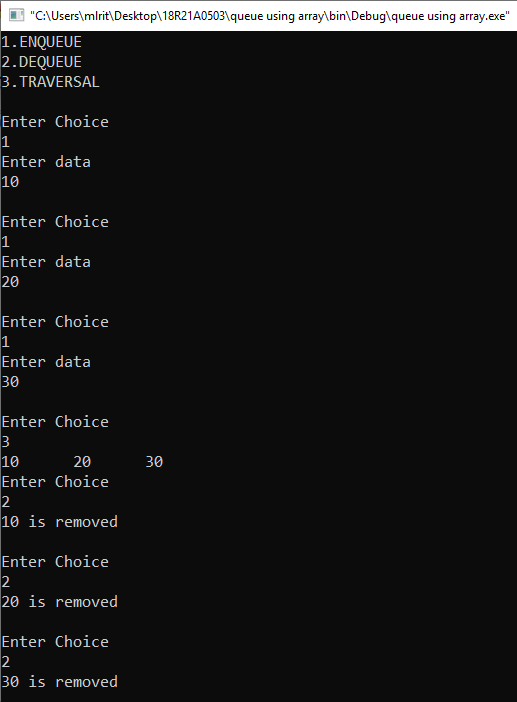 "C:\Users\mlrit\Desktop\18R21A0503\queue using array\bin\Debug\queue using array.exe"
1.ENQUEUE
2.DEQUEUE
3.TRAVERSAL
Enter Choice
1
Enter data
10
Enter Choice
1
Enter data
20
Enter Choice
1
Enter data
30
Enter Choice
3
10      20      30
Enter Choice
2
10 is removed
Enter Choice
2
20 is removed
Enter Choice
2
30 is removed